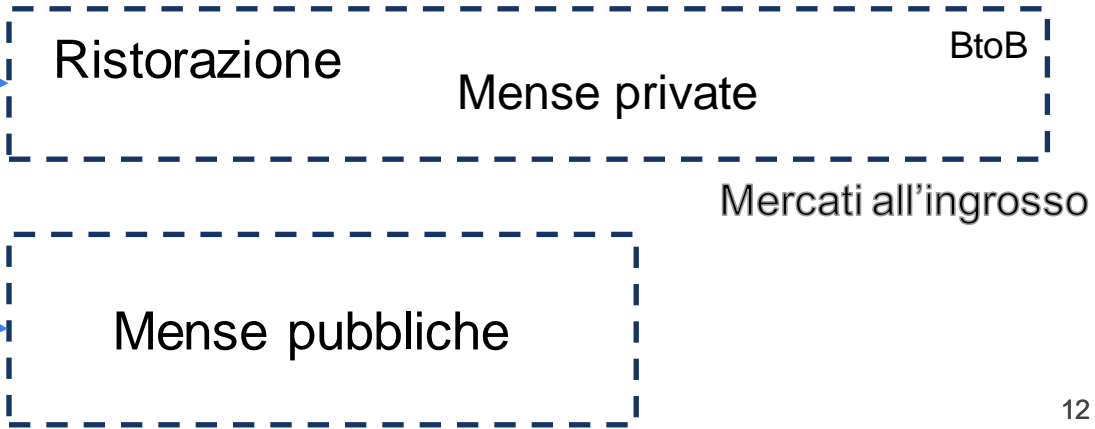 Ristorazione
BtoB
Mense private
Mercati all’ingrosso
Mense pubbliche
12